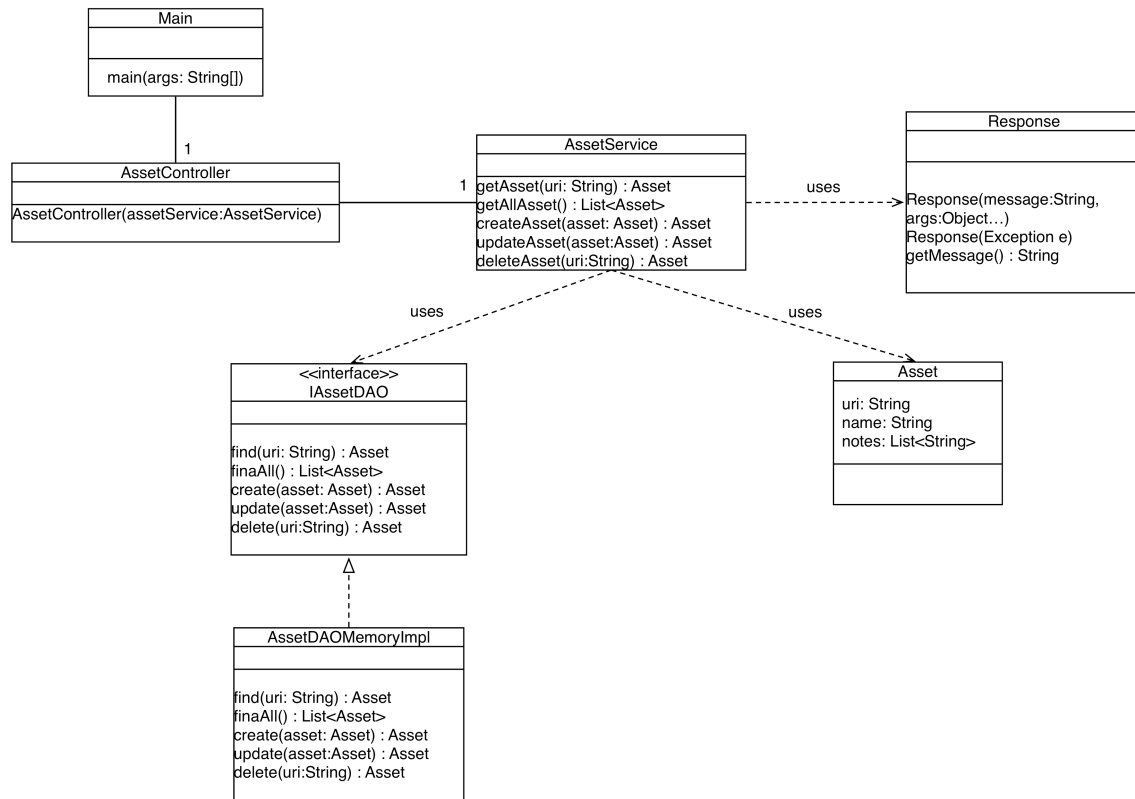 Main
main(args: String[])
1
AssetController
AssetController(assetService:AssetService)
1
AssetService
getAsset(uri: String) : Asset
getAllAsset() : List<Asset>
createAsset(asset: Asset) : Asset
updateAsset(asset:Asset) : Asset
deleteAsset(uri:String) : Asset
uses
Response
Response(message:String,
args:Object...)
Response(Exception e)
getMessage() : String
uses
uses
<<interface>>
IAssetDAO
find(uri: String) : Asset
finaAll() : List<Asset>
create(asset: Asset) : Asset
update(asset:Asset) : Asset
delete(uri:String) : Asset
Asset
uri: String
name: String
notes: List<String>
AssetDAOMemoryImpl
find(uri: String) : Asset
finaAll() : List<Asset>
create(asset: Asset) : Asset
update(asset:Asset) : Asset
delete(uri:String) : Asset